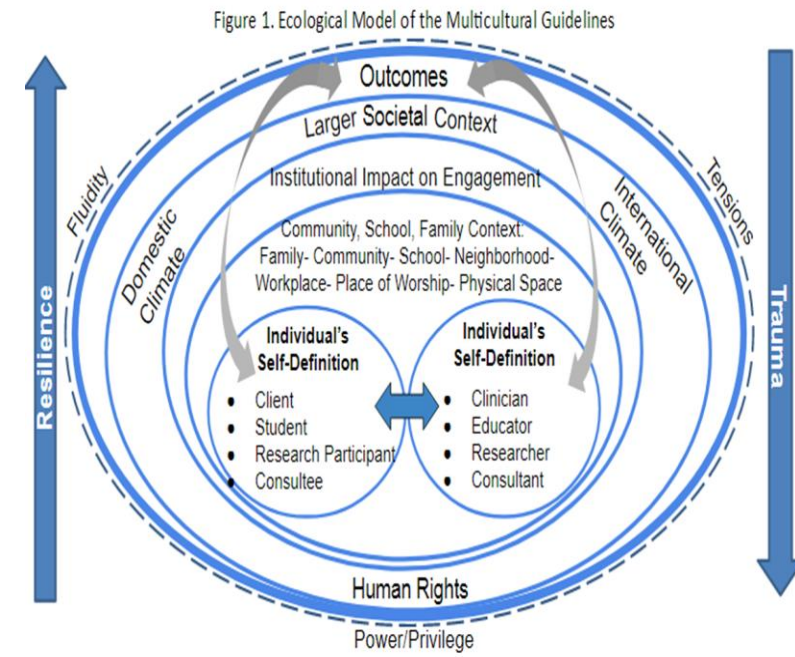 Figure 1. Ecological Model of the Multicultural Guidelines
Outcomes
Larger Societal Context
Institutional Impact on Engagement
Community, School, Family Context:
Family- Community- School- Neighborhood-
Workplace- Place of Worship- Physical Space
Fluidity
Tensions
Domestic
Climate
International
Climate
Resilience
Trauma
Individual's
Self-Definition
• Client
• Student
• Research Participant
• Consultee
Individual's
Self-Definition
• Clinician
• Educator
• Researcher
• Consultant
Human Rights
Power/Privilege